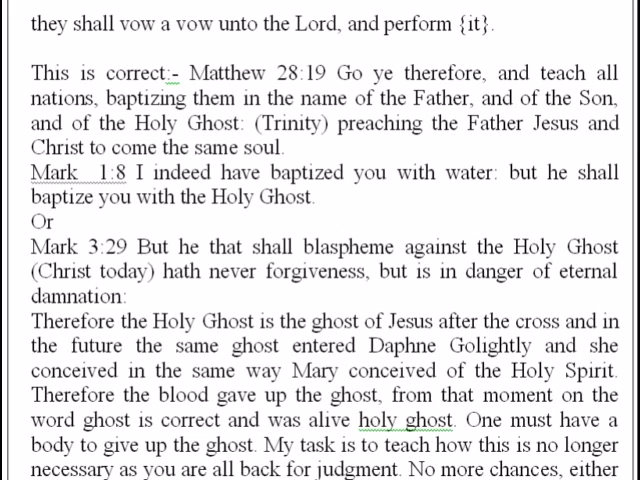 they shall vow a vow unto the Lord, and perform {it}.
This is correct:- Matthew 28:19 Go ye therefore, and teach all
nations, baptizing them in the name of the Father, and of the Son,
and of the Holy Ghost: (Trinity) preaching the Father Jesus and
Christ to come the same soul.
Mark 1:8 I indeed have baptized you with water: but he shall
baptize you with the Holy Ghost.
Or
Mark 3:29 But he that shall blaspheme against the Holy Ghost
(Christ today) hath never forgiveness, but is in danger of eternal
damnation:
Therefore the Holy Ghost is the ghost of Jesus after the cross and in
the future the same ghost entered Daphne Golightly and she
conceived in the same way Mary conceived of the Holy Spirit.
Therefore the blood gave up the ghost, from that moment on the
word ghost is correct and was alive holy ghost. One must have a
body to give up the ghost. My task is to teach how this is no longer
necessary as you are all back for judgment. No more chances, either